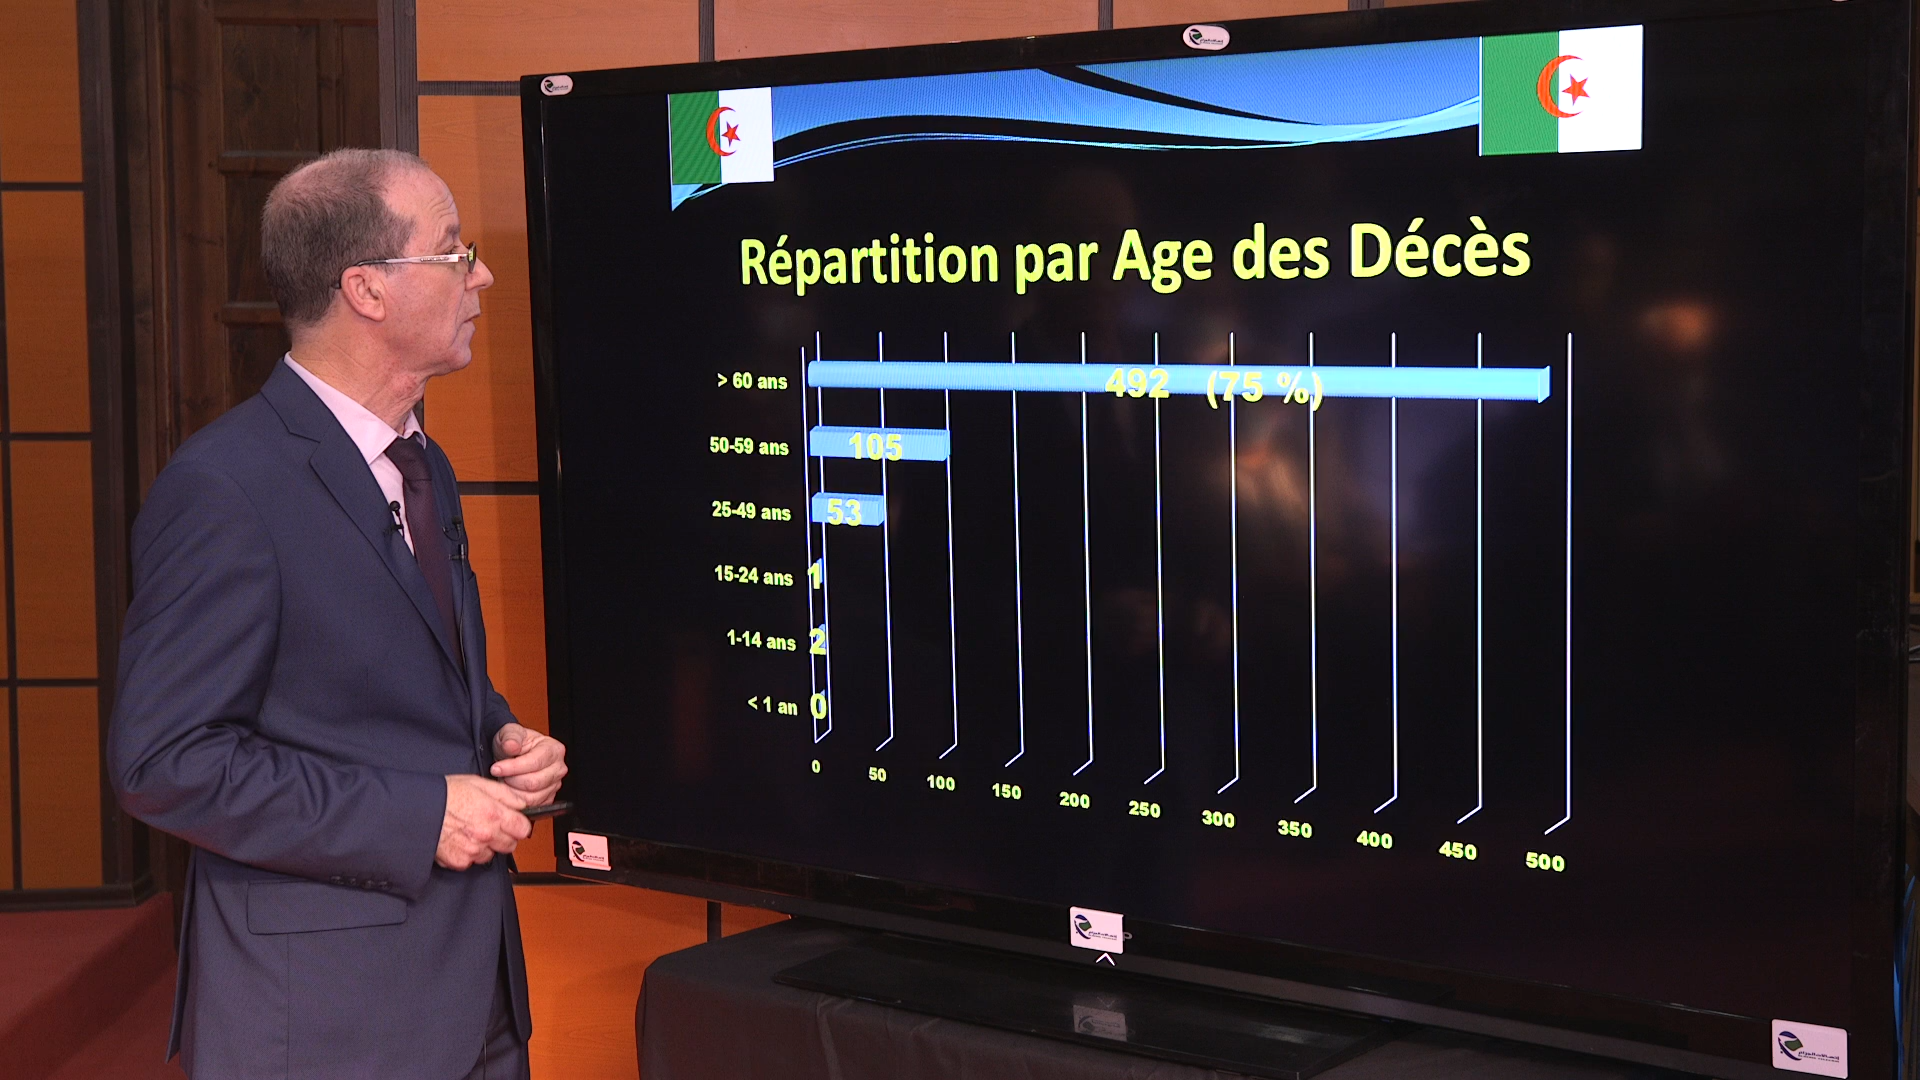 Répartition par Age des Décès
> 60 ans
492 (75 %)
50-59 ans
105
25-49 ans
53
15-24 ans
1
1-14 ans
2
< 1 an
0
0 50 100 150 200 250 300 350 400 450 500